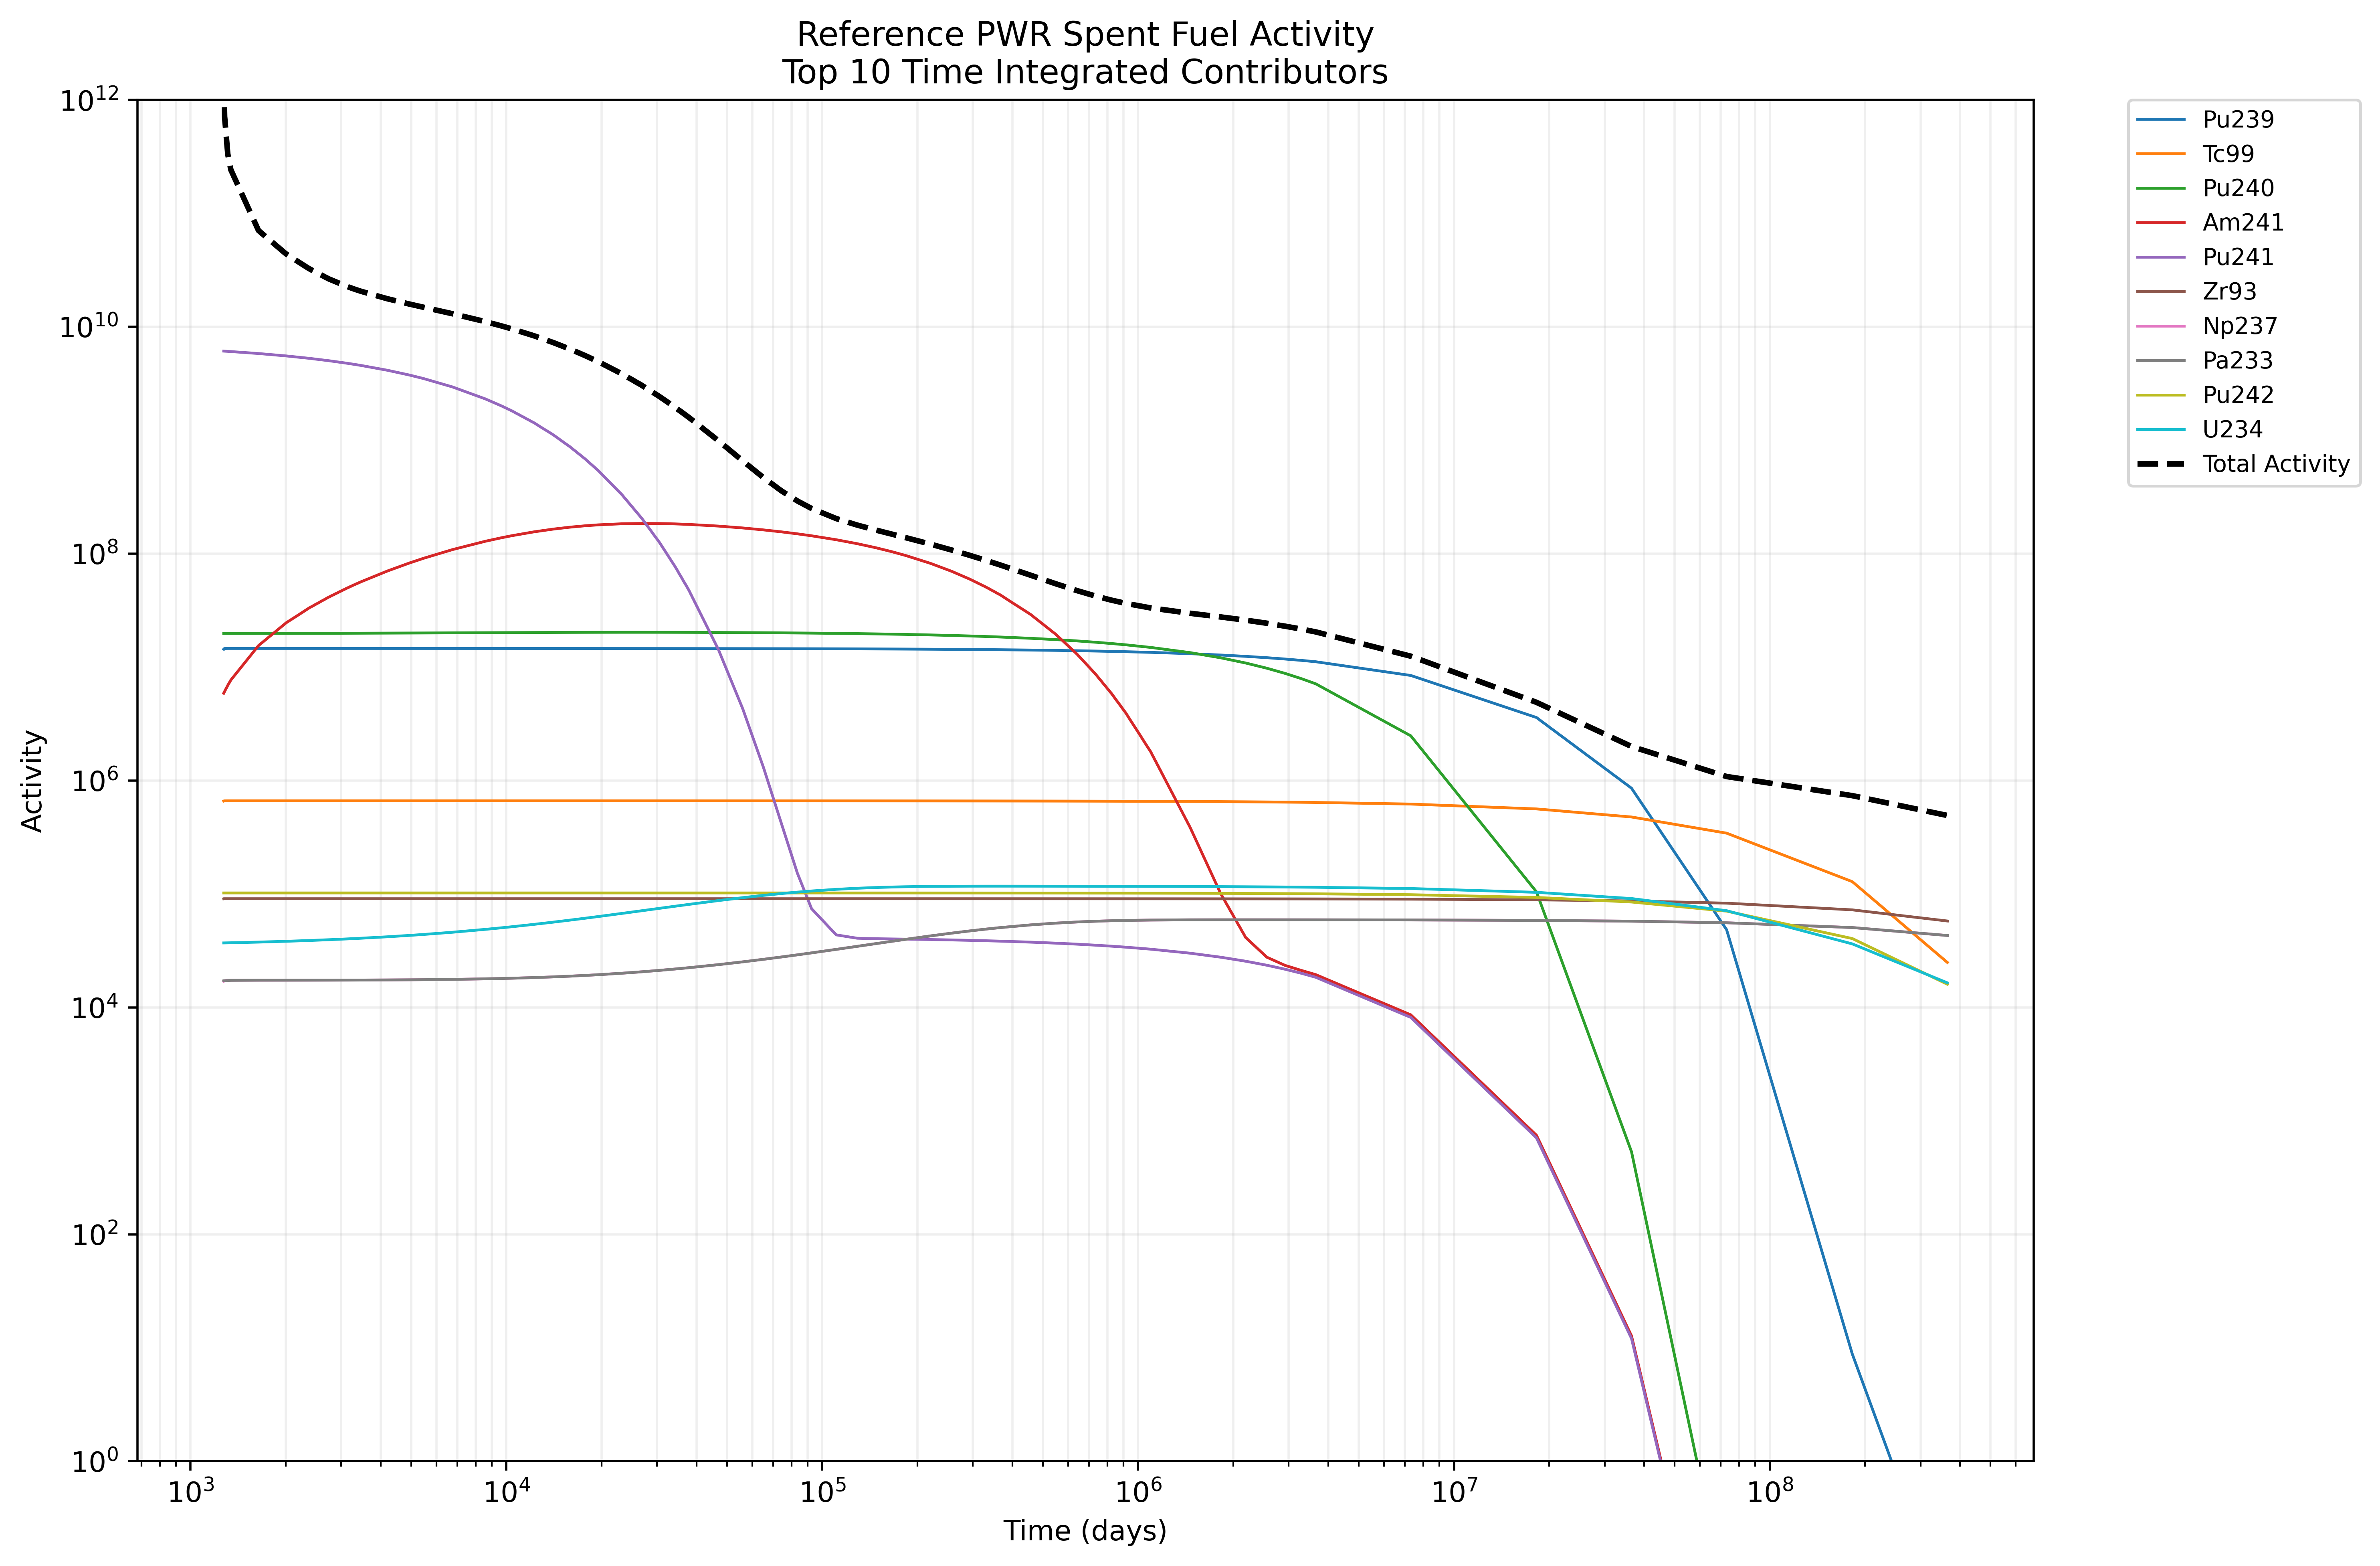 Reference PWR Spent Fuel Activity
Top 10 Time Integrated Contributors
10^12
10^10
10^8
10^6
10^4
10^2
10^0
Activity
10^3
10^4
10^5
10^6
10^7
10^8
Time (days)
Pu239
Tc99
Pu240
Am241
Pu241
Zr93
Np237
Pa233
Pu242
U234
Total Activity